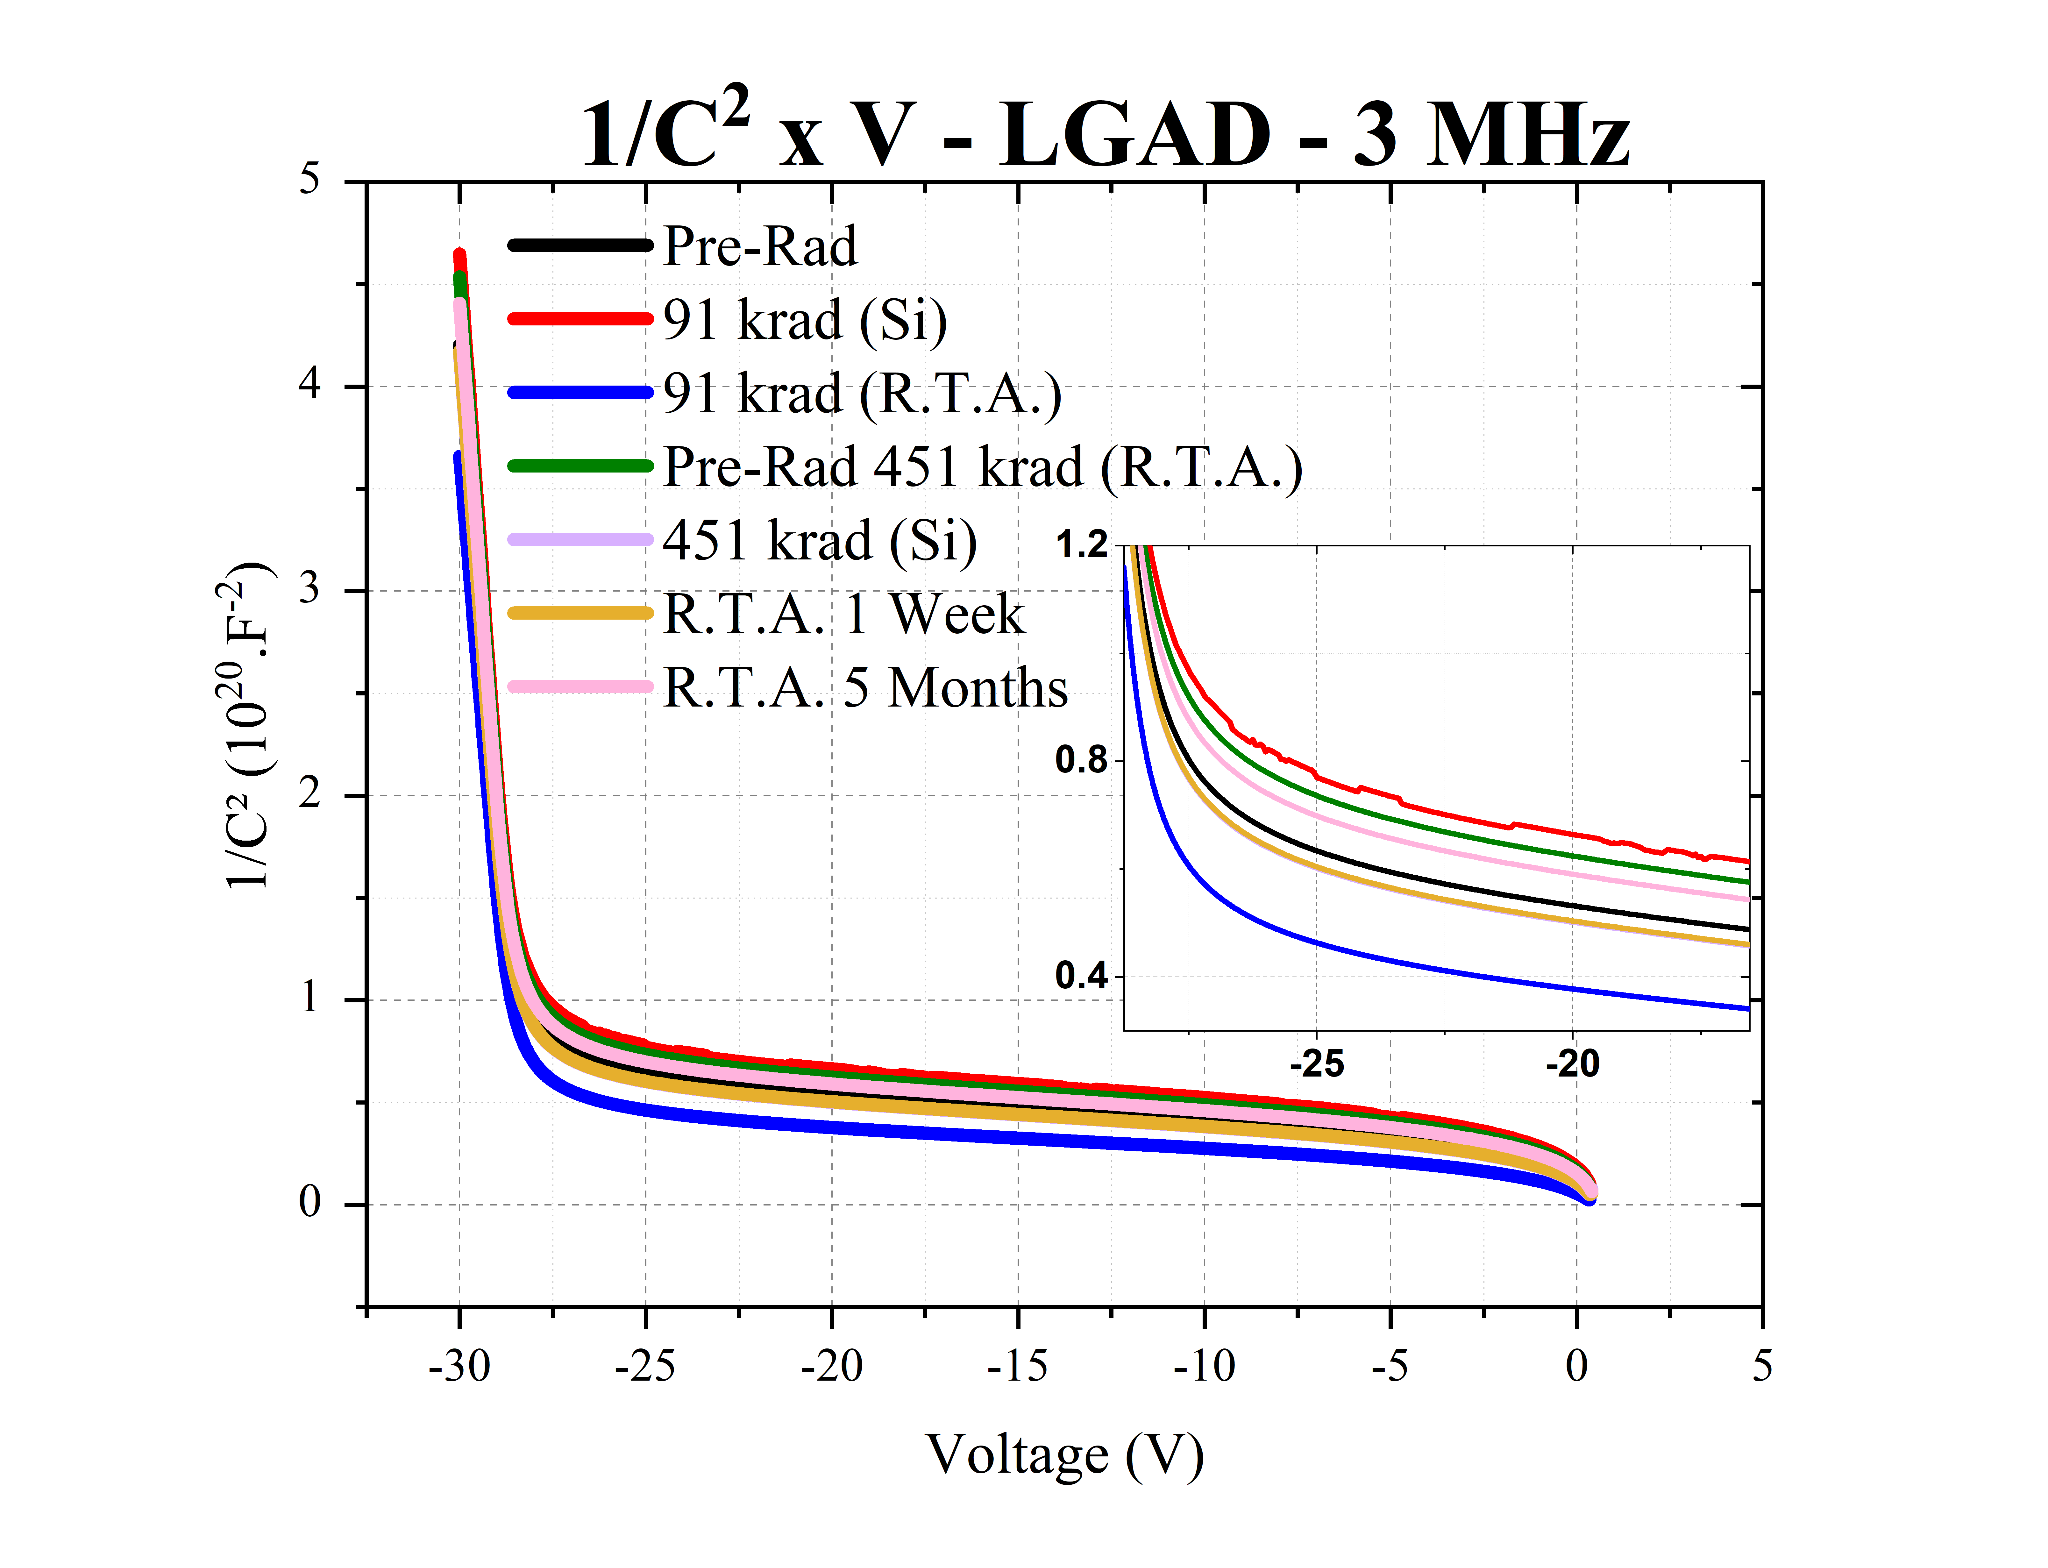 1/C² x V - LGAD - 3 MHz
5
4
3
2
1
0
1/C² (10²⁰.F⁻²)
Pre-Rad
91 krad (Si)
91 krad (R.T.A.)
Pre-Rad 451 krad (R.T.A.)
451 krad (Si)
R.T.A. 1 Week
R.T.A. 5 Months
1.2
0.8
0.4
-25 -20
-30 -25 -20 -15 -10 -5 0 5
Voltage (V)